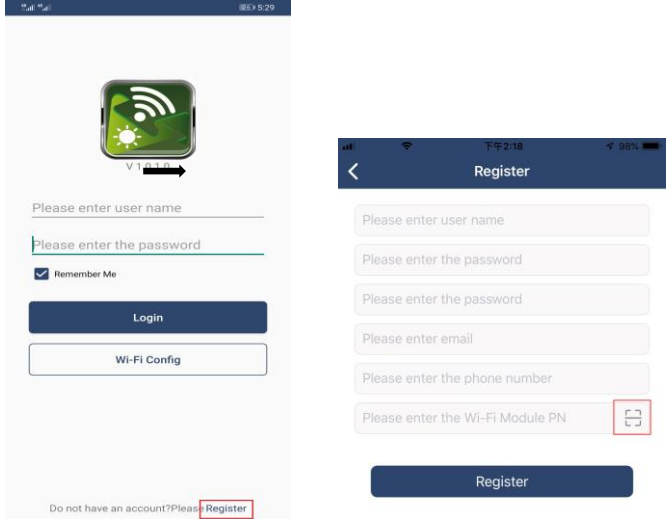 5:29
V 1.0.1.0
Please enter user name
Please enter the password
Remember Me
Login
Wi-Fi Config
Do not have an account?Please Register
下午2:18
98%
Register
Please enter user name
Please enter the password
Please enter the password
Please enter email
Please enter the phone number
Please enter the Wi-Fi Module PN
Register